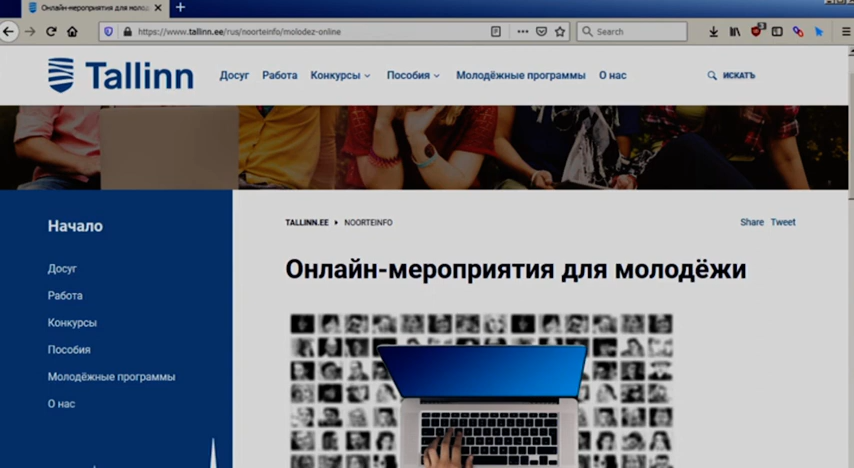 Онлайн-мероприятия для молод
https://www.tallinn.ee/rus/noorteinfo/molodez-online
Search
3
Tallinn
Досуг Работа Конкурсы Пособия Молодёжные программы О нас
ИСКАТЬ
Начало
TALLINN.EE NOORTEINFO
Share Tweet
Онлайн-мероприятия для молодёжи
Досуг
Работа
Конкурсы
Пособия
Молодёжные программы
О нас